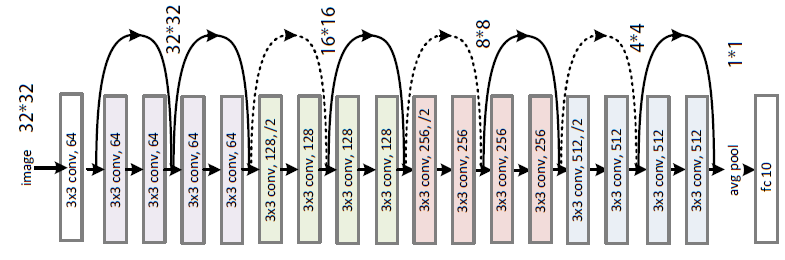 image
32*32
3x3 conv, 64
3x3 conv, 64
3x3 conv, 64
32*32
3x3 conv, 64
3x3 conv, 64
3x3 conv, 128, /2
3x3 conv, 128
16*16
3x3 conv, 128
3x3 conv, 128
3x3 conv, 256, /2
3x3 conv, 256
8*8
3x3 conv, 256
3x3 conv, 256
3x3 conv, 512, /2
3x3 conv, 512
4*4
3x3 conv, 512
3x3 conv, 512
avg pool
1*1
fc 10